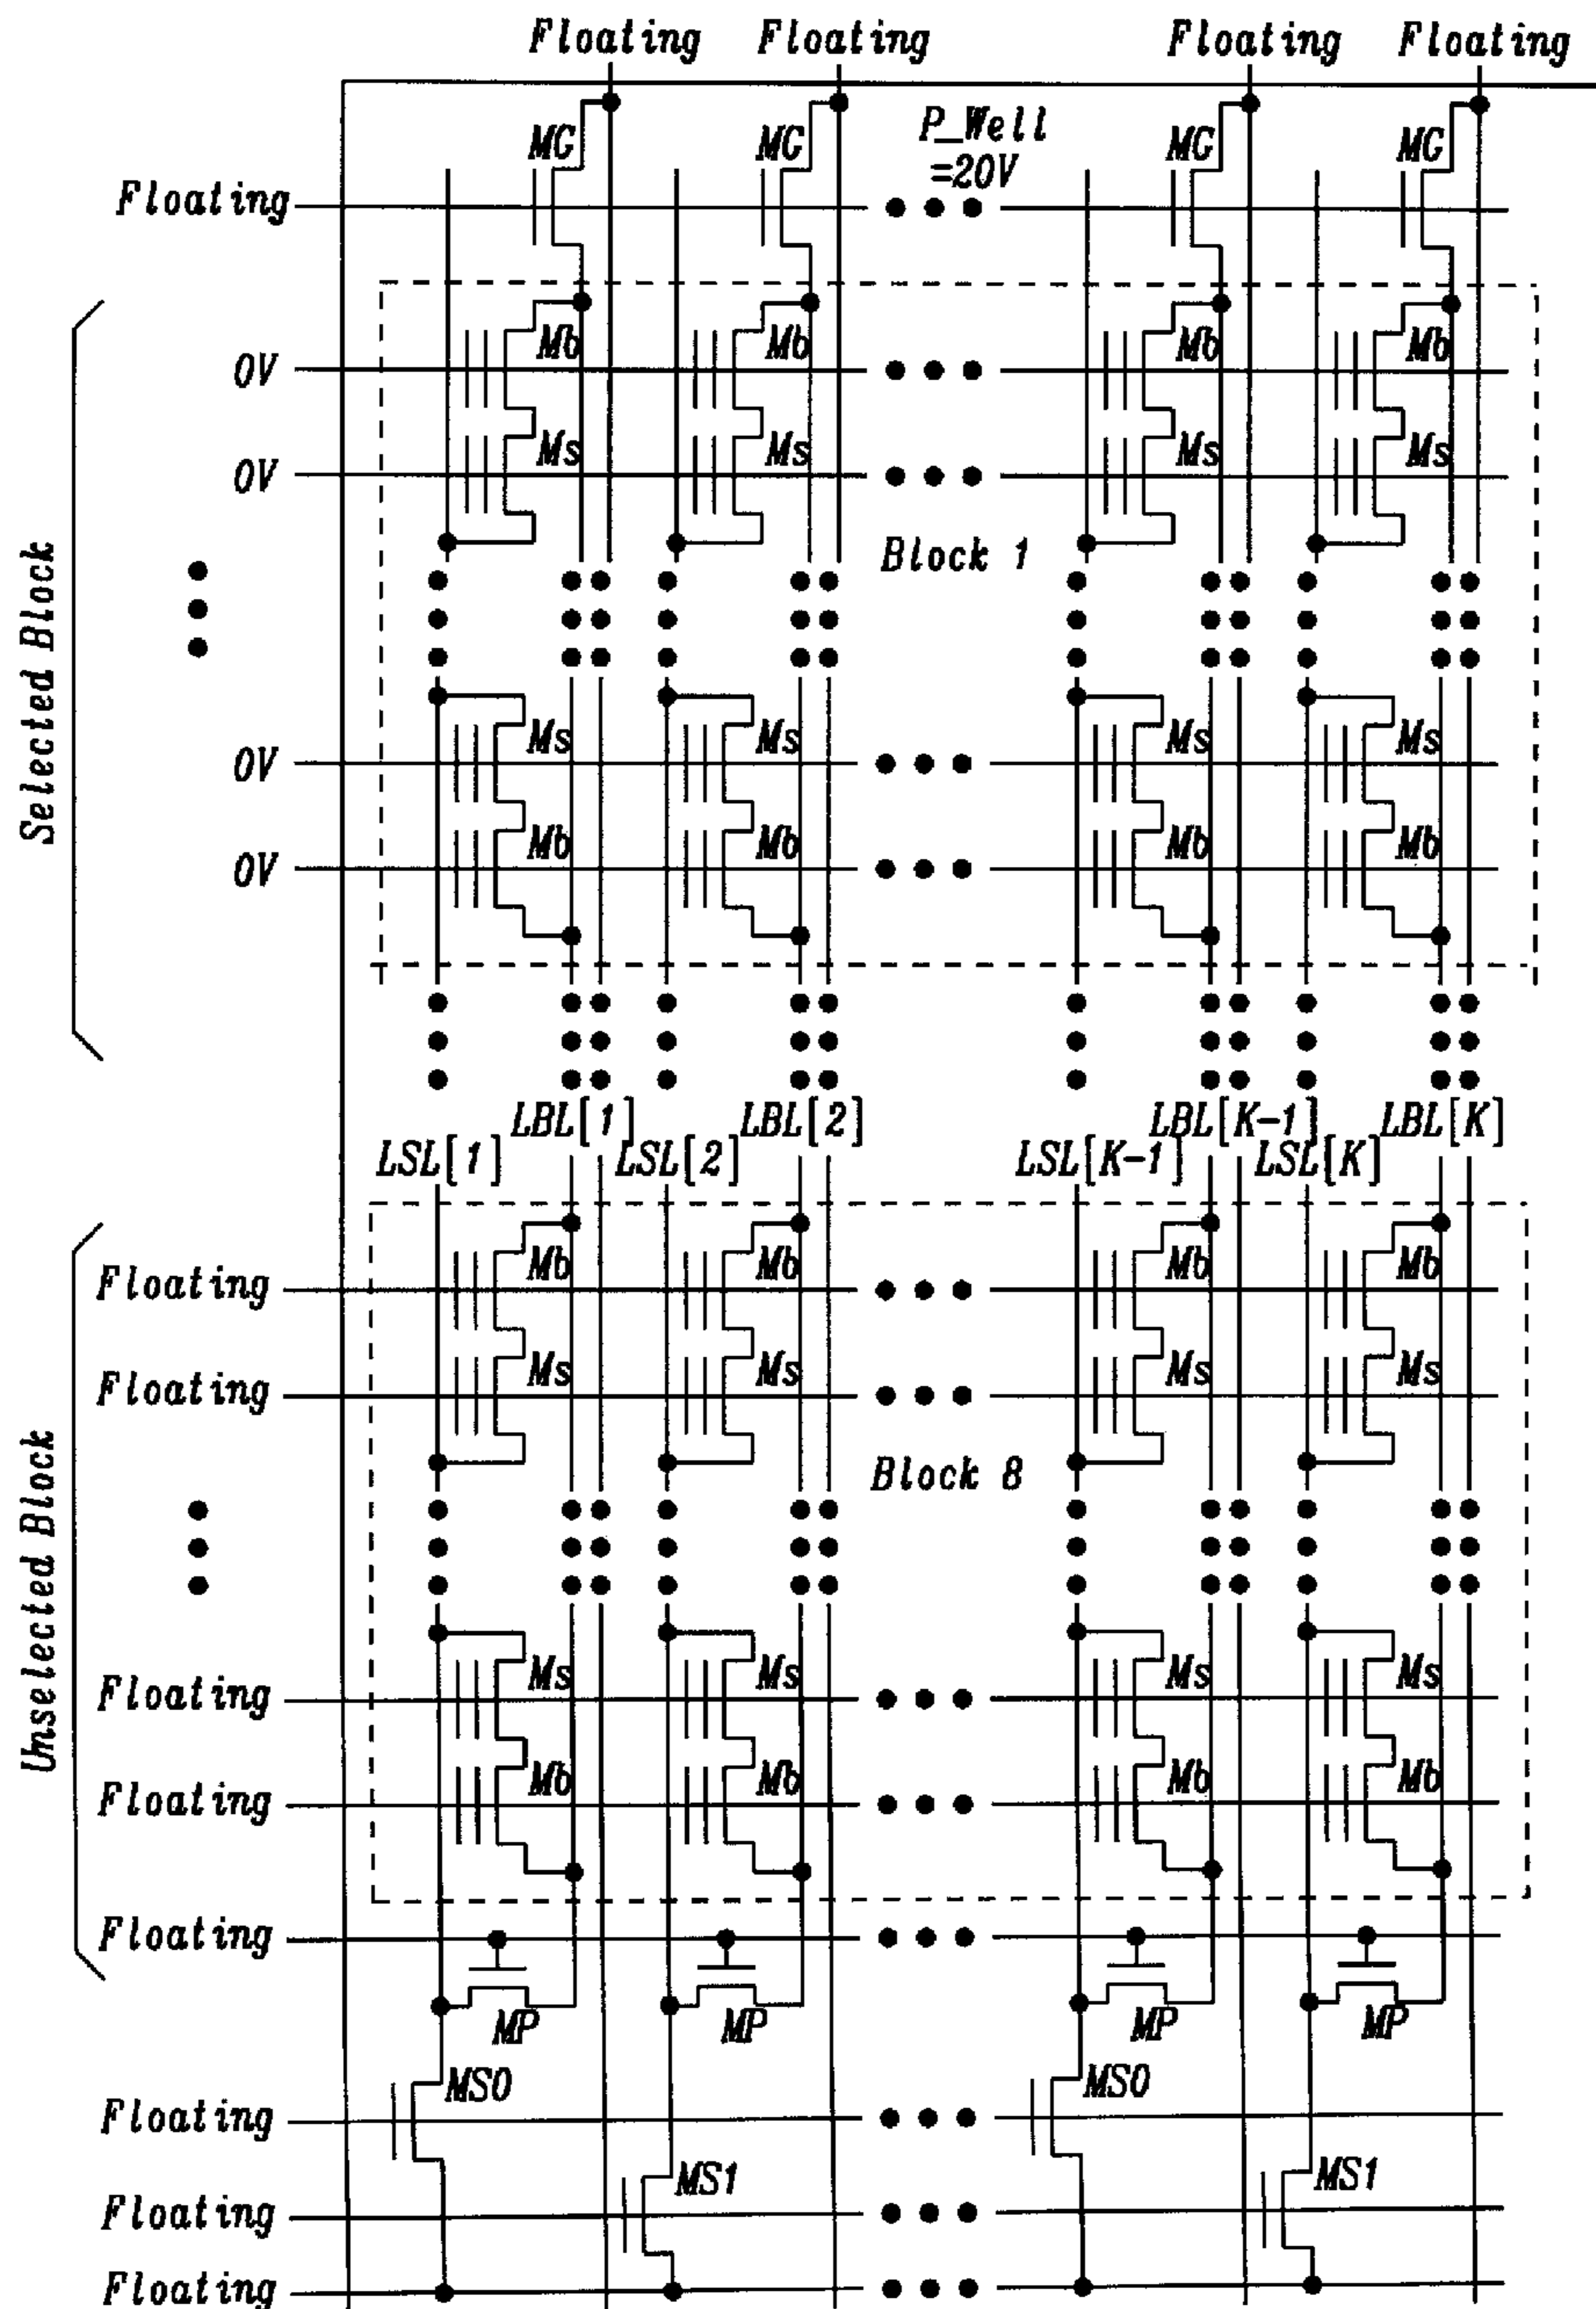 Floating Floating Floating Floating
P_Well
=20V
MG MG MG MG
Floating
Mb Mb Mb Mb
0V
Ms Ms Ms Ms
0V
Block 1
Selected Block
Ms Ms Ms Ms
0V
Mb Mb Mb Mb
0V
LBL[1] LBL[2] LBL[K-1] LBL[K]
LSL[1] LSL[2] LSL[K-1] LSL[K]
Mb Mb Mb Mb
Floating
Ms Ms Ms Ms
Floating
Block 8
Unselected Block
Ms Ms Ms Ms
Floating
Mb Mb Mb Mb
Floating
Floating
MP MP MP MP
MS0 MS0
Floating
MS1 MS1
Floating
Floating